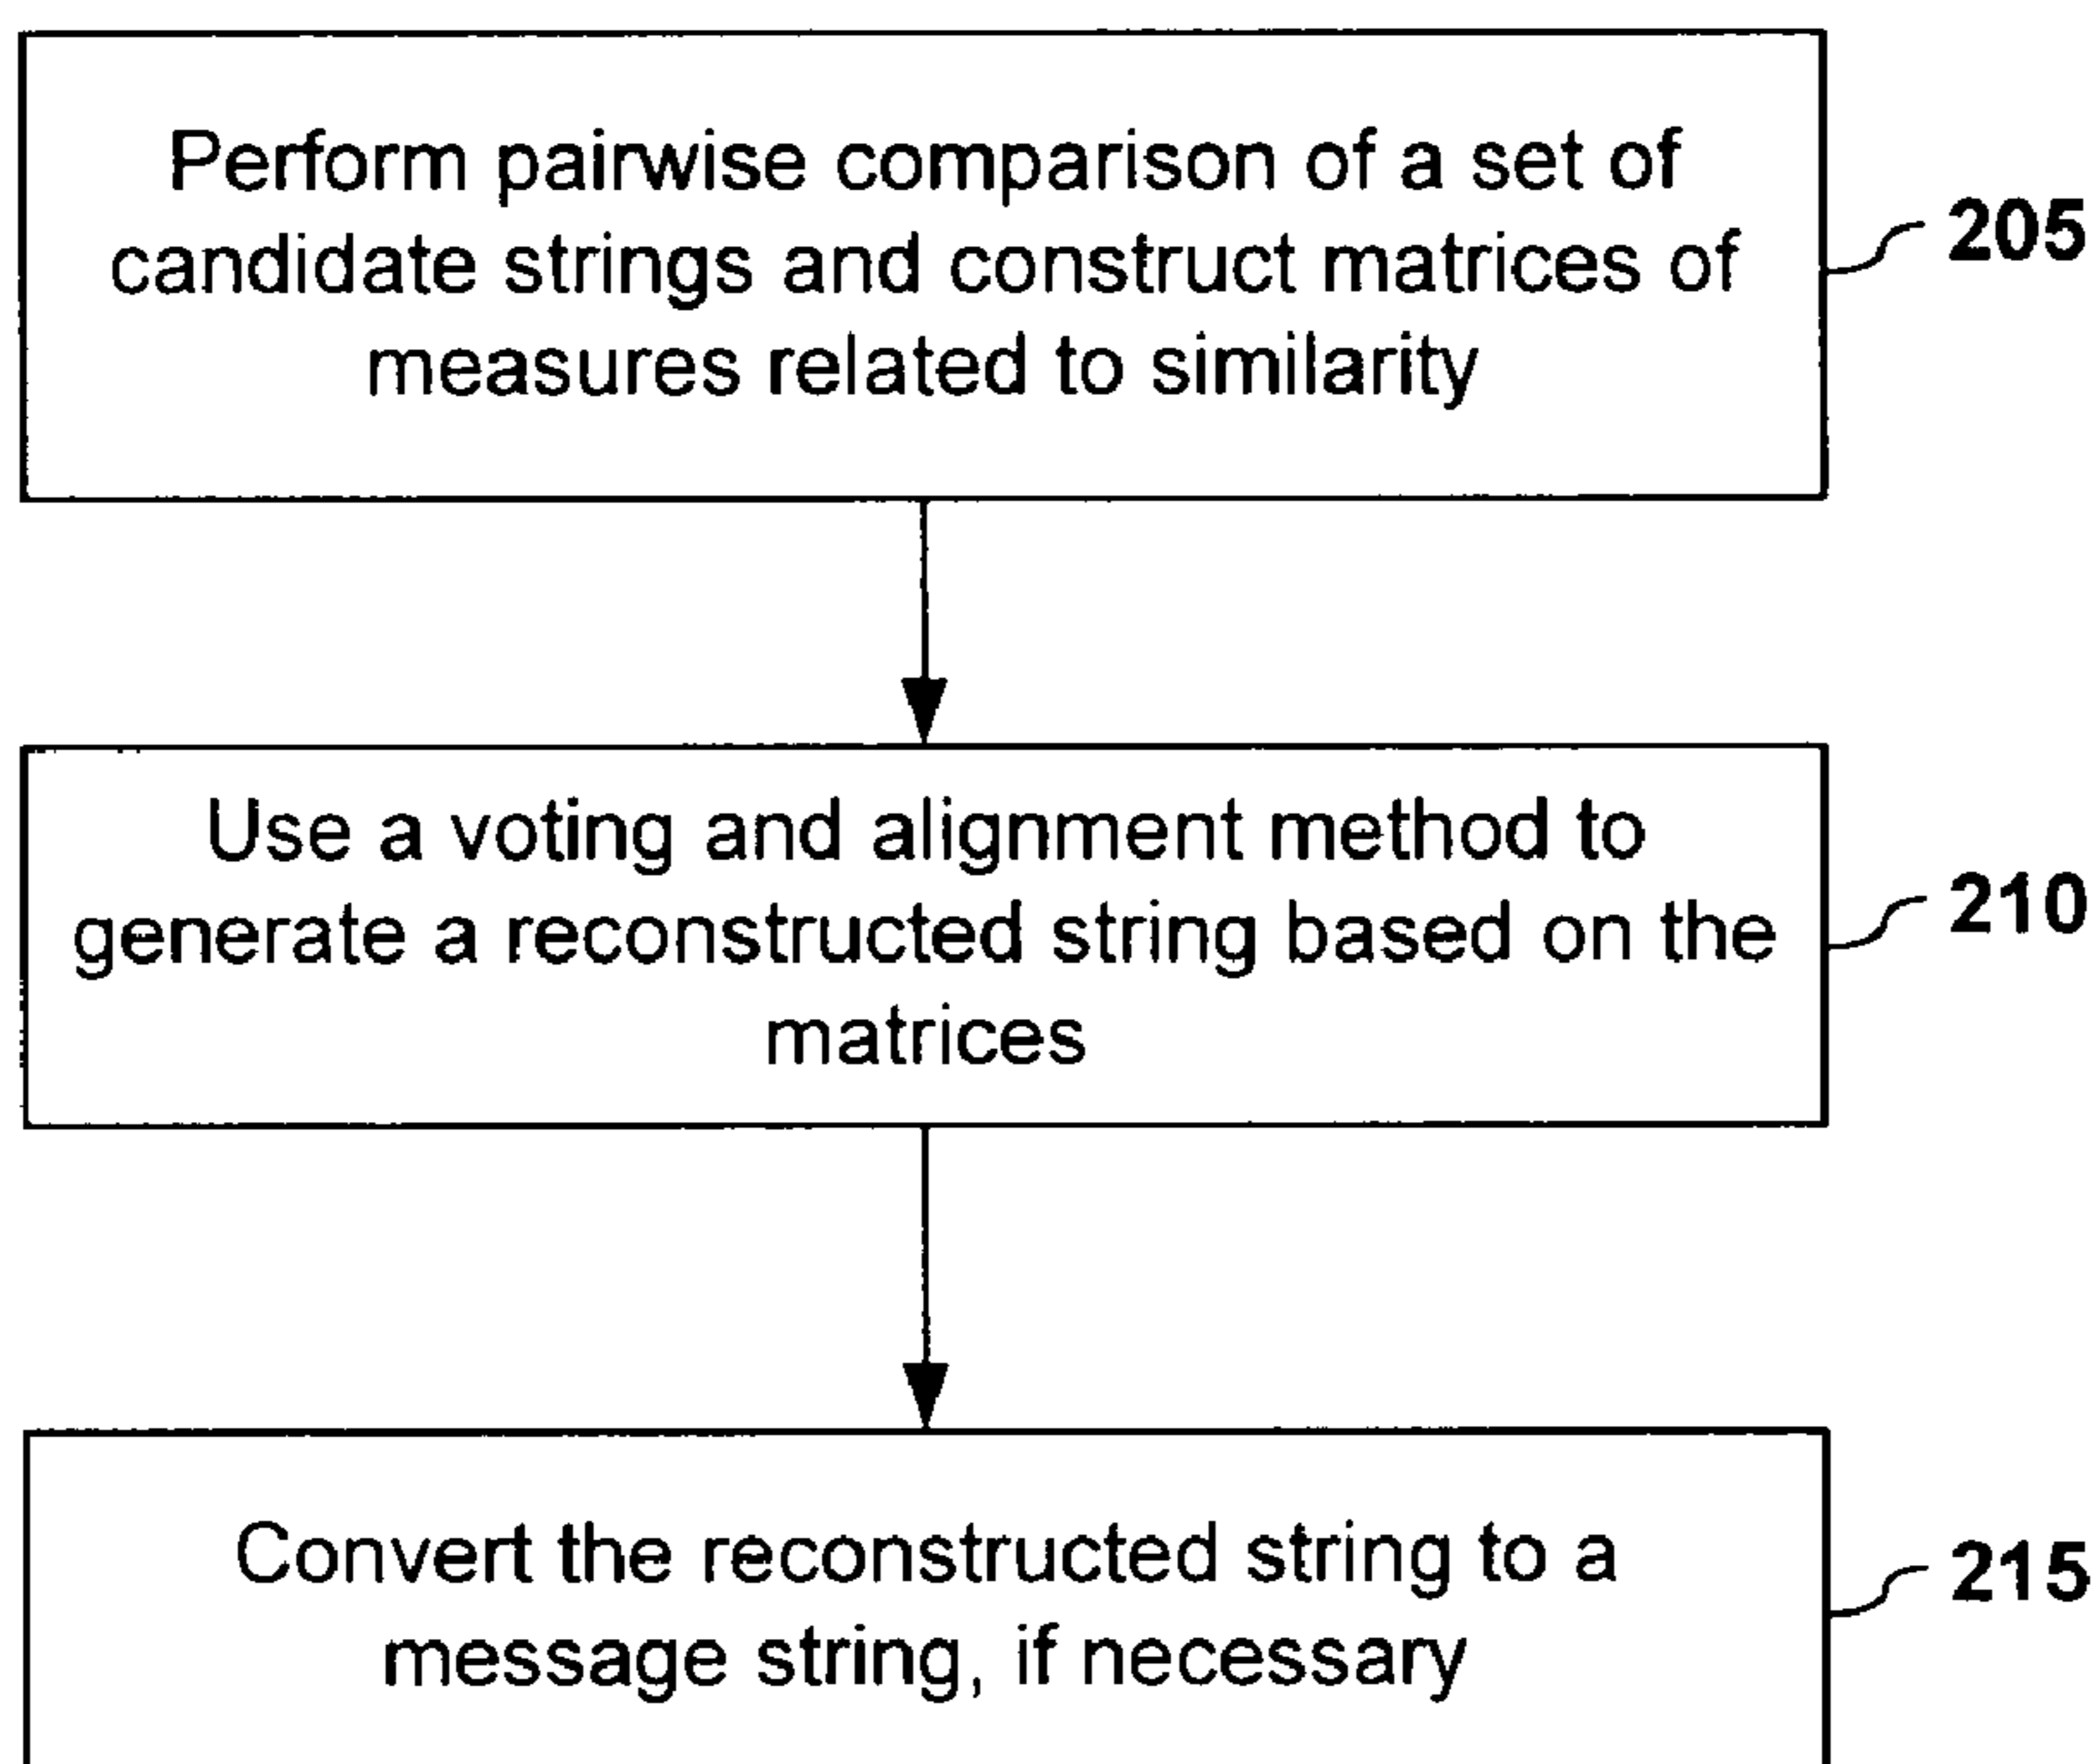 Perform pairwise comparison of a set of
candidate strings and construct matrices of
measures related to similarity
205
Use a voting and alignment method to
generate a reconstructed string based on the
matrices
210
Convert the reconstructed string to a
message string, if necessary
215